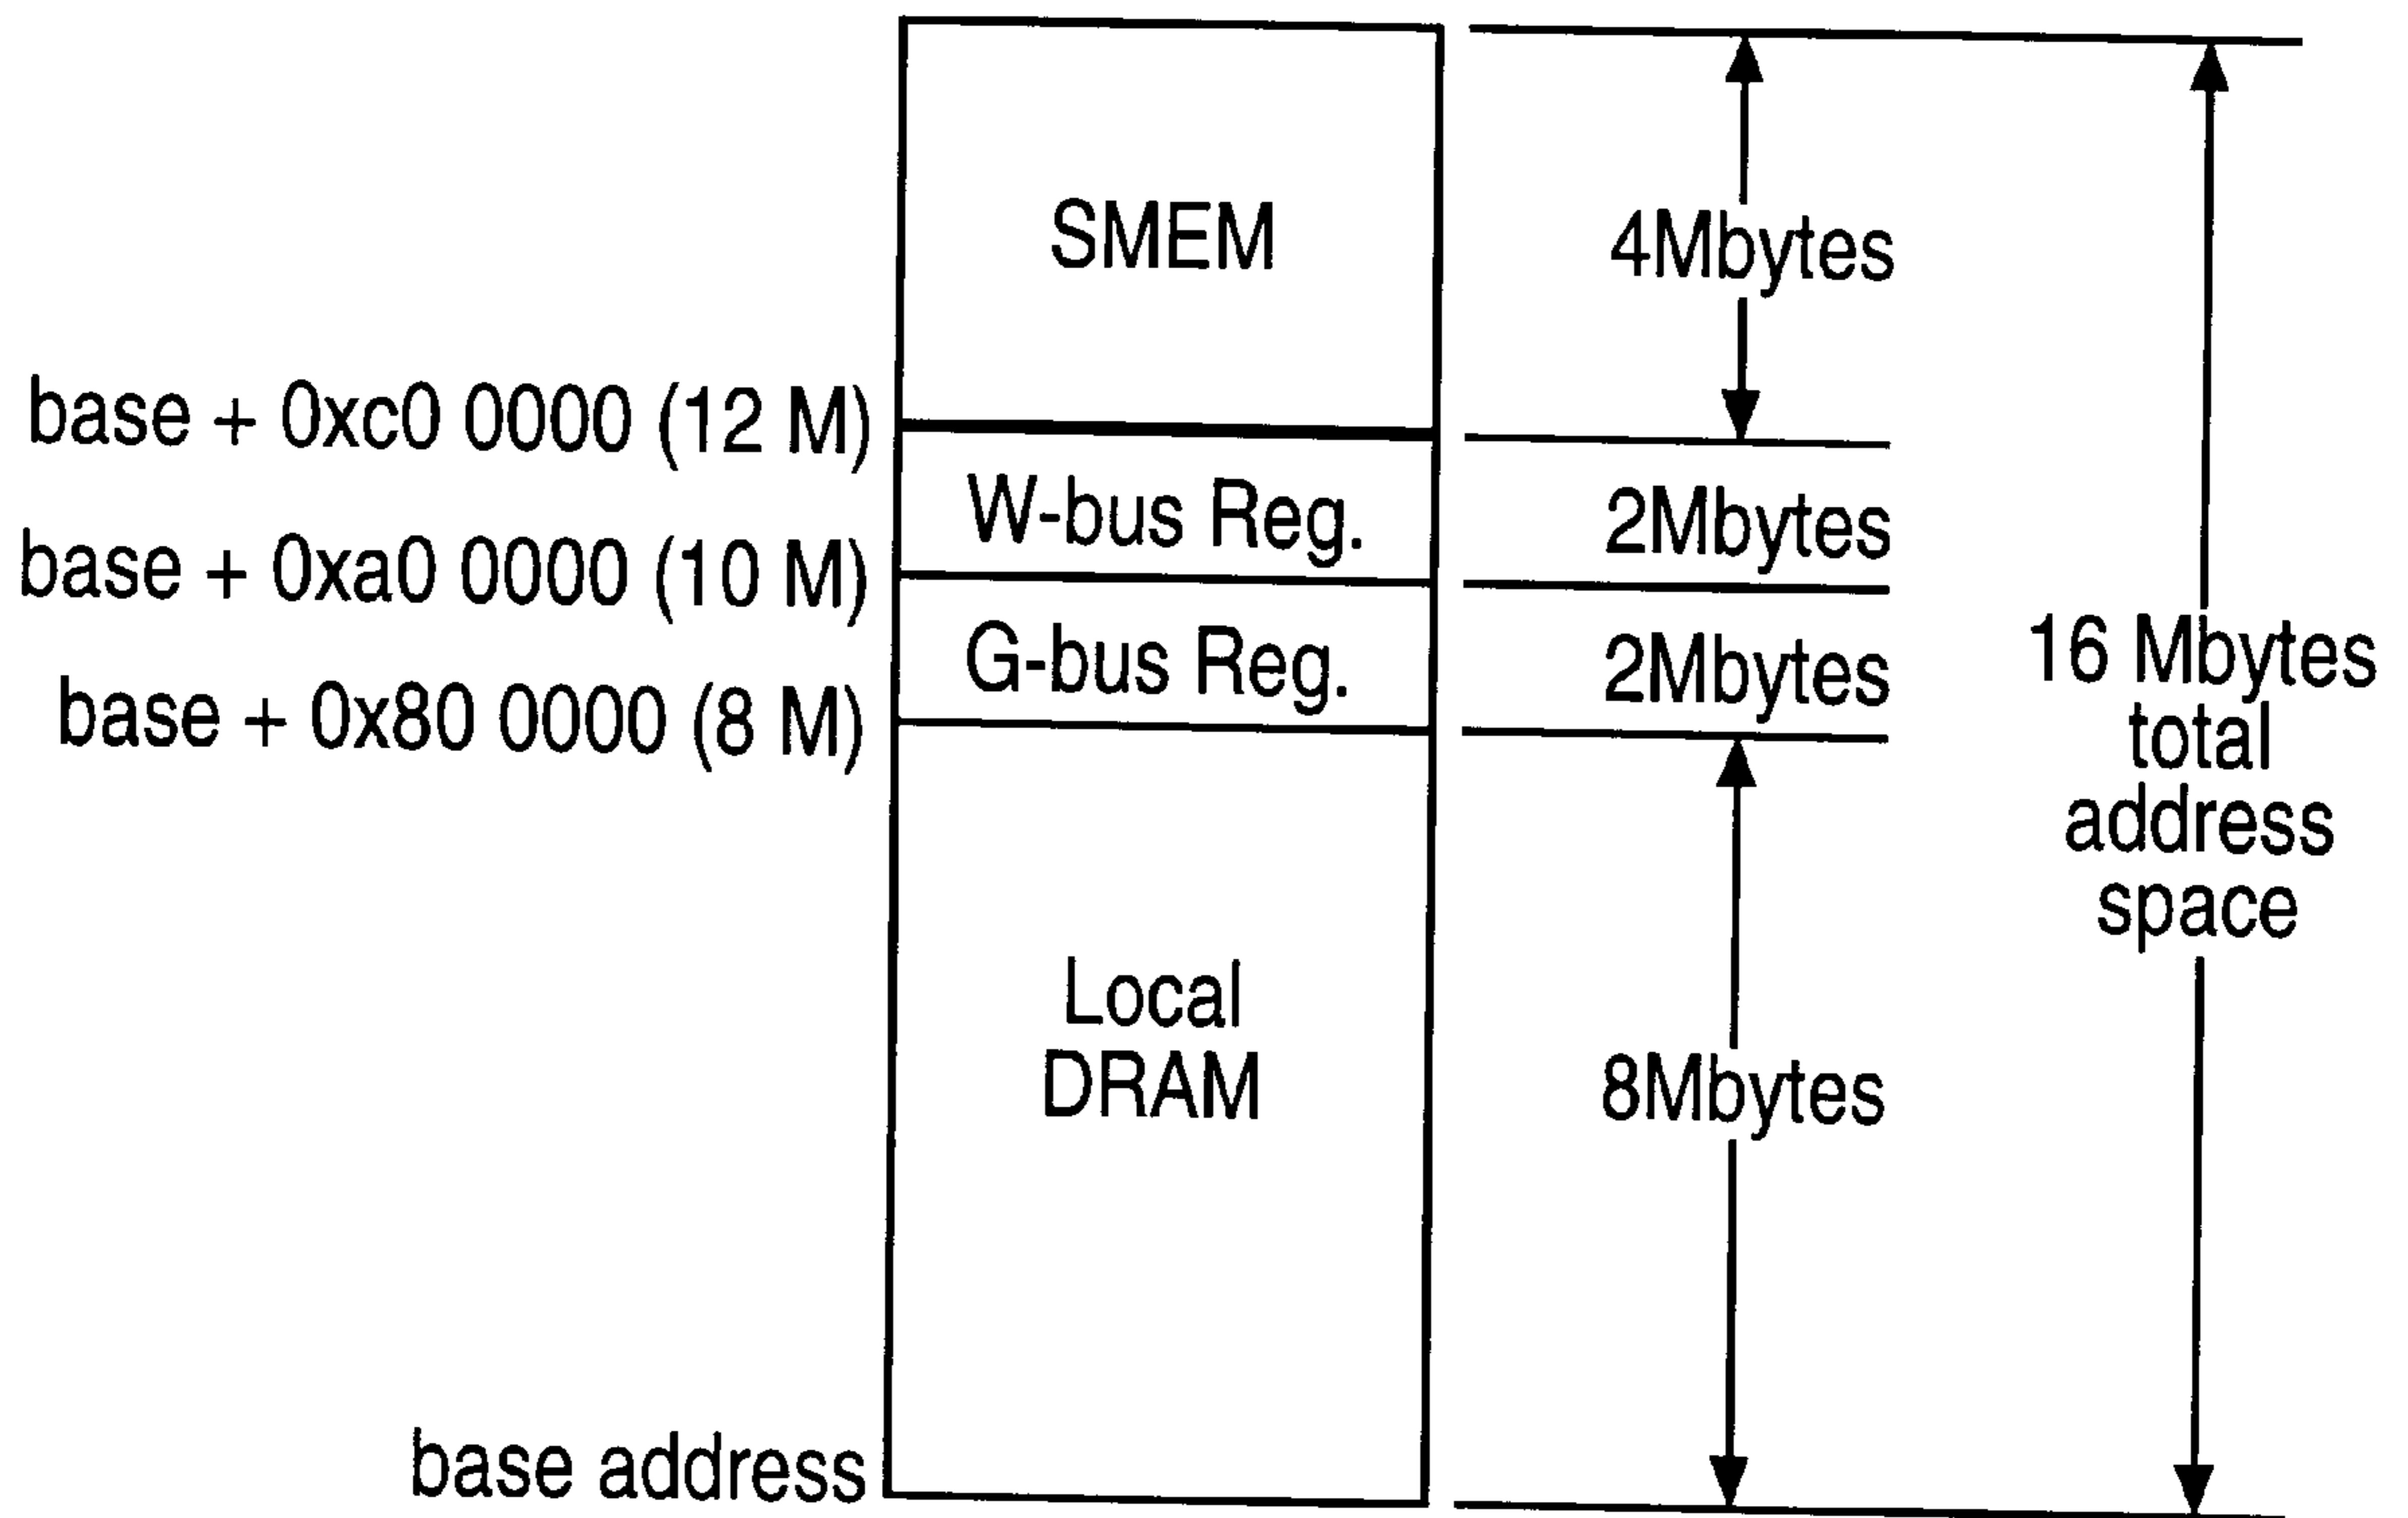 SMEM
4Mbytes
base + 0xc0 0000 (12 M)
W-bus Reg.
2Mbytes
base + 0xa0 0000 (10 M)
G-bus Reg.
2Mbytes
base + 0x80 0000 (8 M)
16 Mbytes
total
address
space
Local
DRAM
8Mbytes
base address